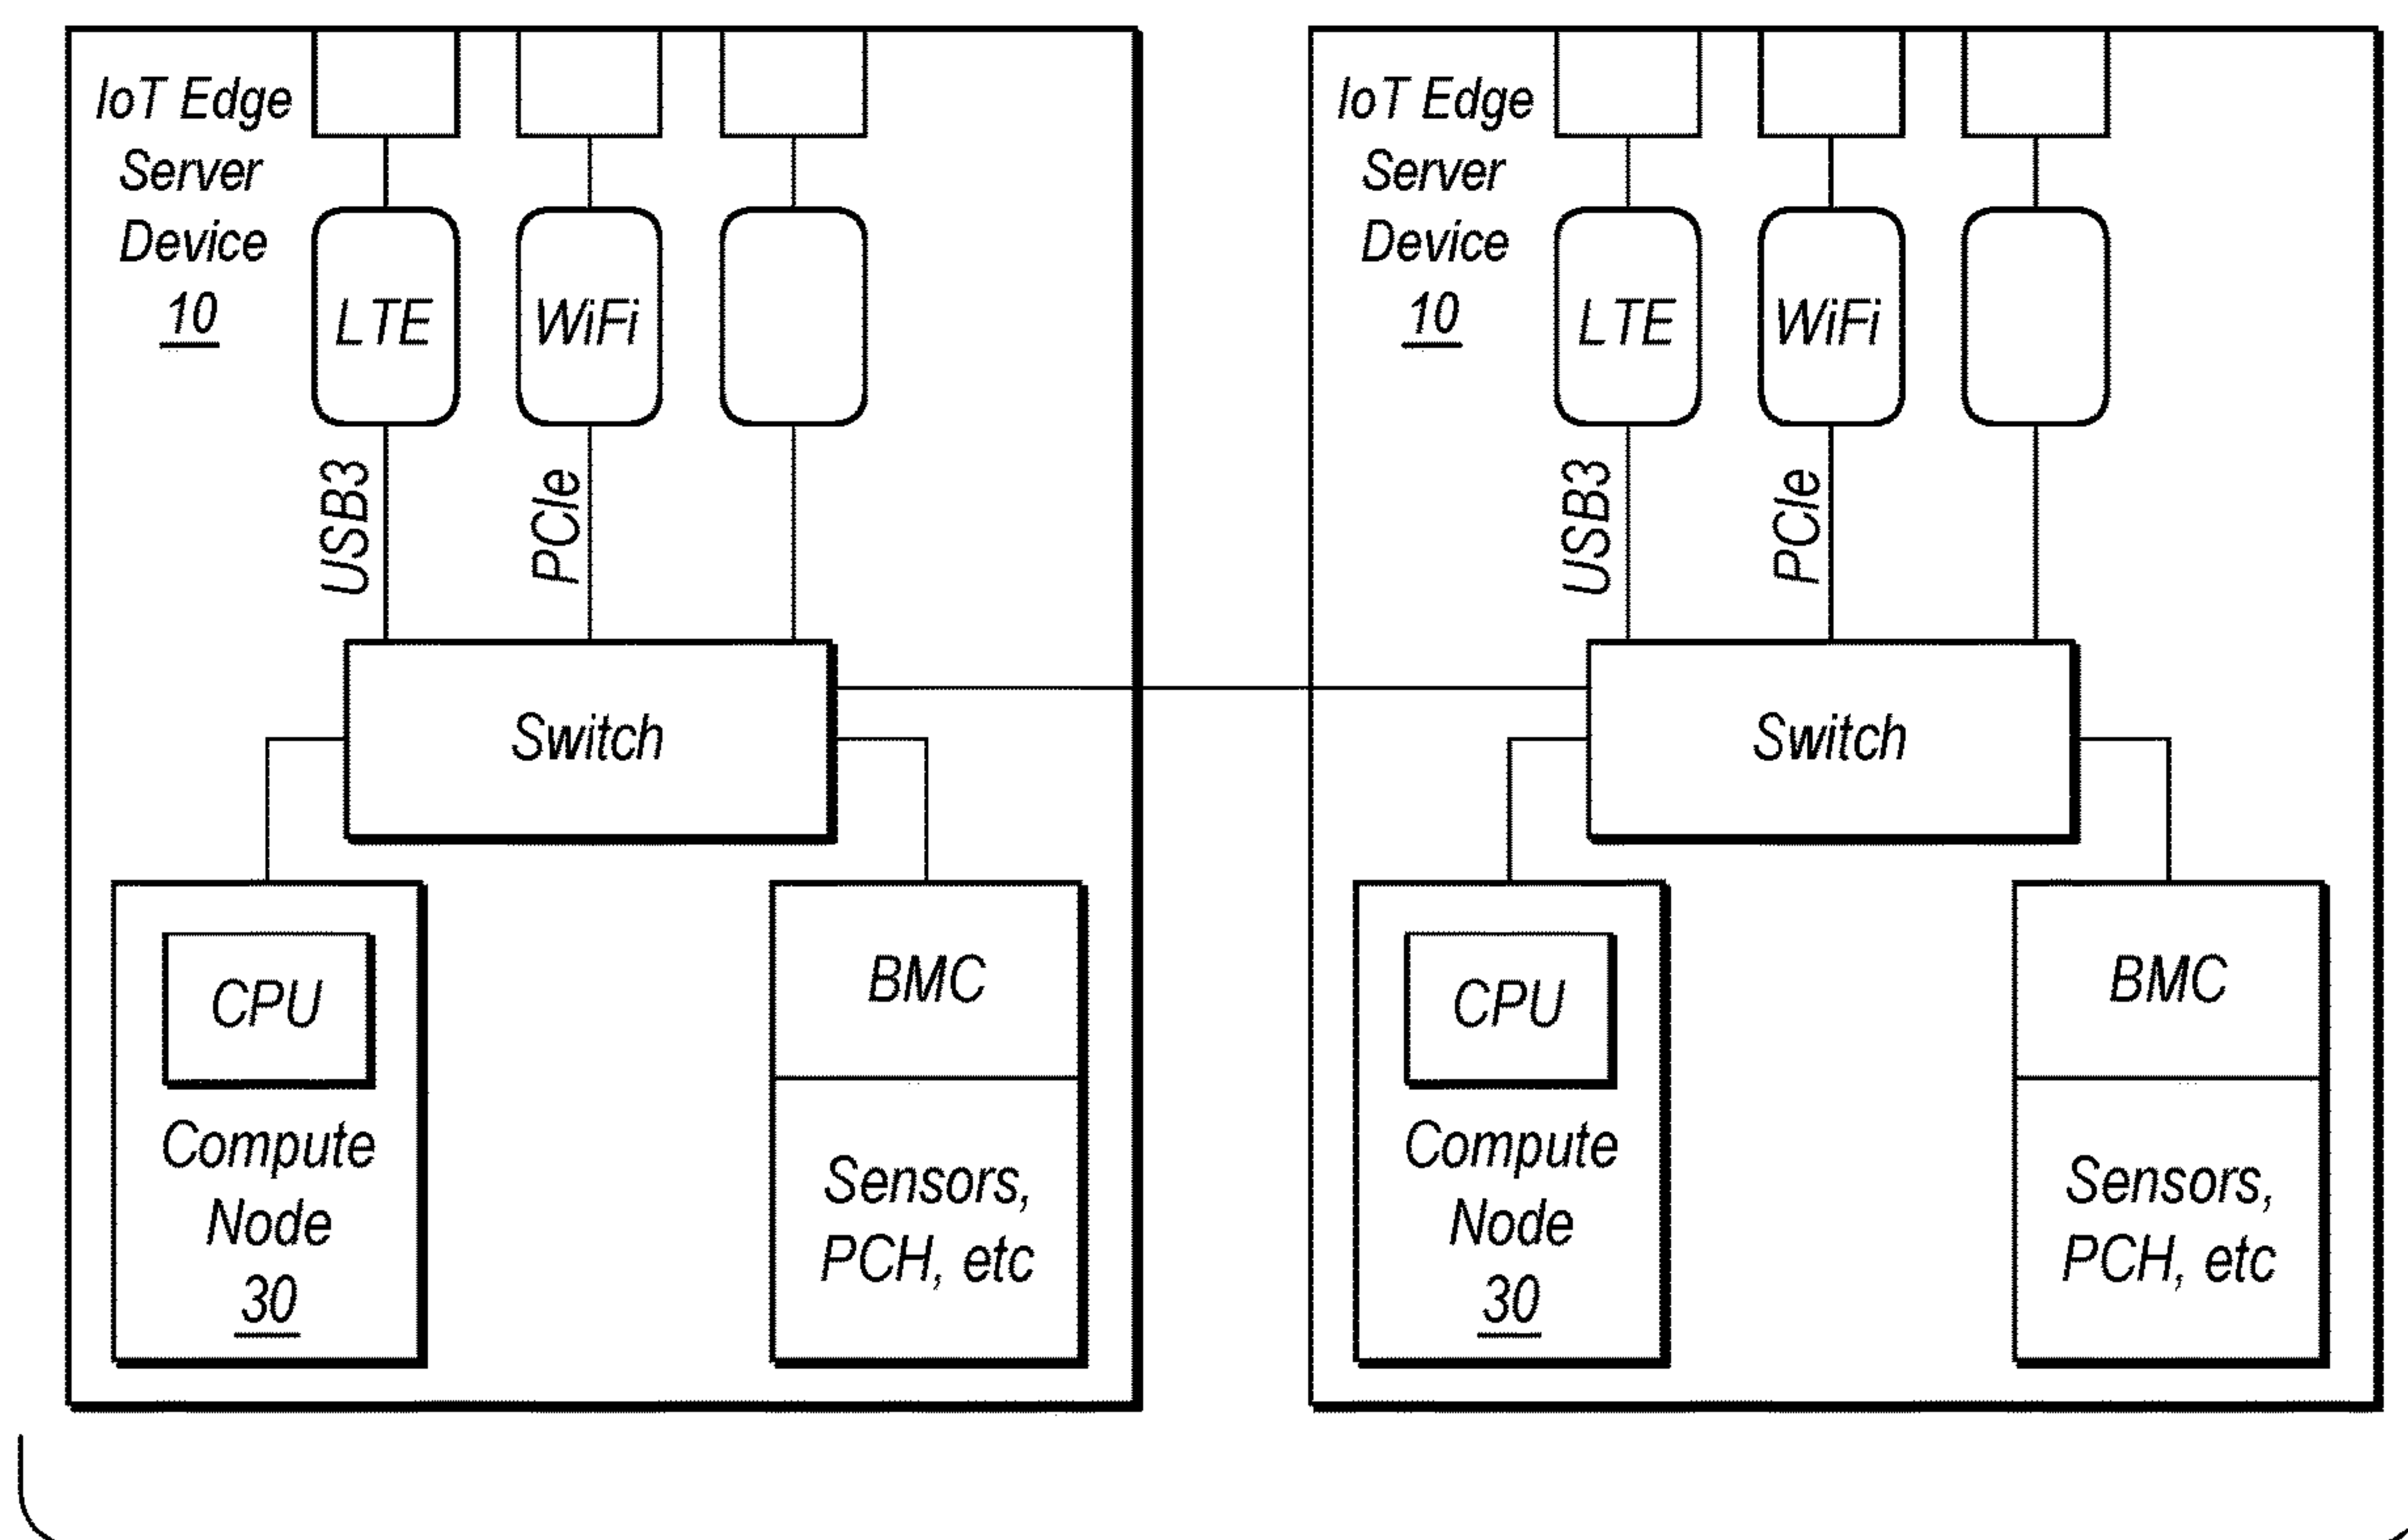 IoT Edge
Server
Device
10
LTE
WiFi
USB3
PCIe
Switch
CPU
Compute
Node
30
BMC
Sensors,
PCH, etc
IoT Edge
Server
Device
10
LTE
WiFi
USB3
PCIe
Switch
CPU
Compute
Node
30
BMC
Sensors,
PCH, etc